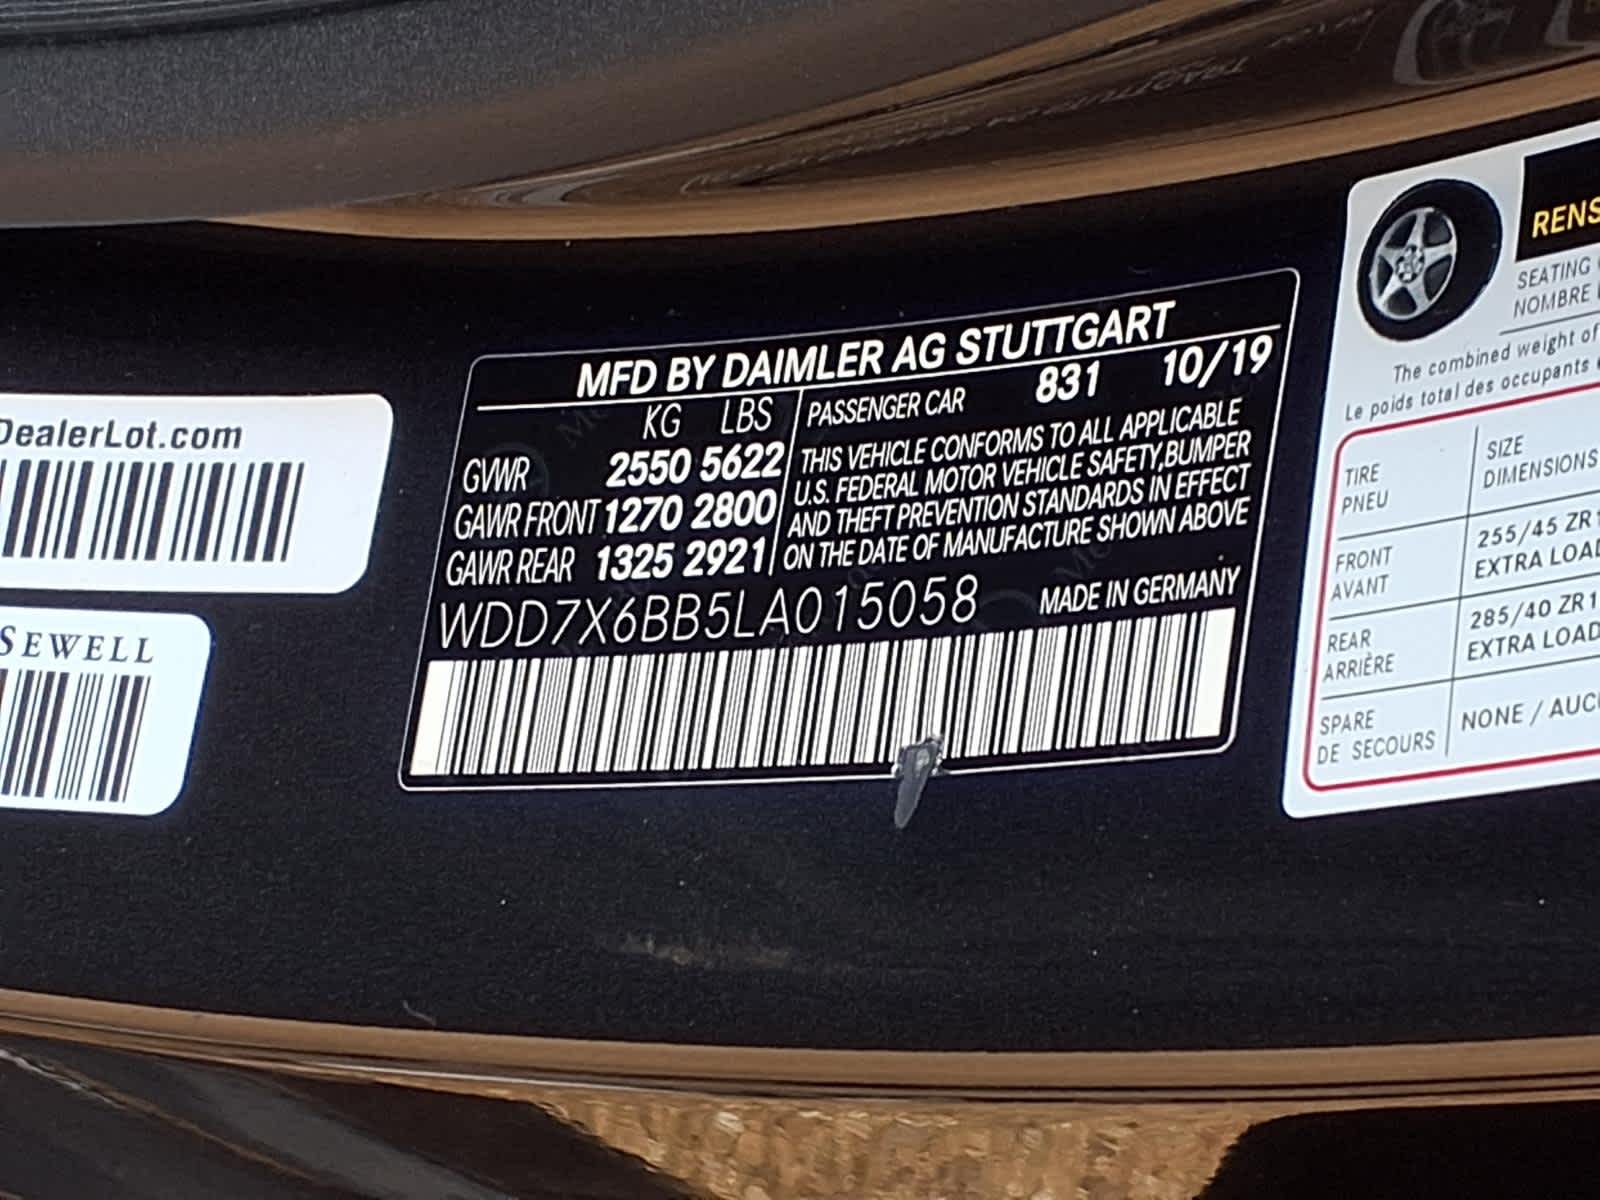 DealerLot.com
SEWELL
MFD BY DAIMLER AG STUTTGART
KG LBS
GVWR 2550 5622
GAWR FRONT 1270 2800
GAWR REAR 1325 2921
PASSENGER CAR 831 10/19
THIS VEHICLE CONFORMS TO ALL APPLICABLE
U.S. FEDERAL MOTOR VEHICLE SAFETY,BUMPER
AND THEFT PREVENTION STANDARDS IN EFFECT
ON THE DATE OF MANUFACTURE SHOWN ABOVE
WDD7X6BB5LA015058 MADE IN GERMANY
RENS
SEATING
NOMBRE
The combined weight of
Le poids total des occupants
TIRE
PNEU
SIZE
DIMENSIONS
FRONT
AVANT
255/45 ZR
EXTRA LOAD
REAR
ARRIÈRE
285/40 ZR
EXTRA LOAD
SPARE
DE SECOURS
NONE / AUC